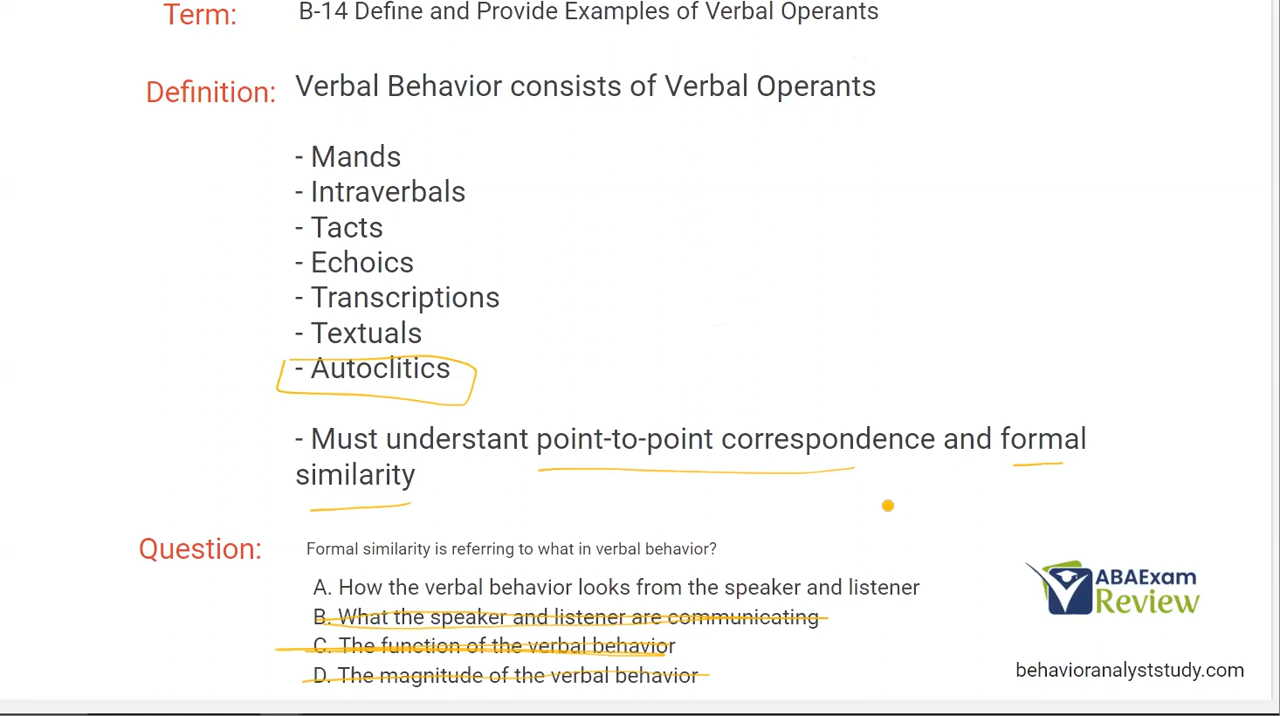 Term: B-14 Define and Provide Examples of Verbal Operants
Definition: Verbal Behavior consists of Verbal Operants
- Mands
- Intraverbals
- Tacts
- Echoics
- Transcriptions
- Textuals
- Autoclitics
- Must understant point-to-point correspondence and formal
similarity
Question: Formal similarity is referring to what in verbal behavior?
A. How the verbal behavior looks from the speaker and listener
B. What the speaker and listener are communicating
C. The function of the verbal behavior
D. The magnitude of the verbal behavior
ABAExam
Review
behavioranalyststudy.com